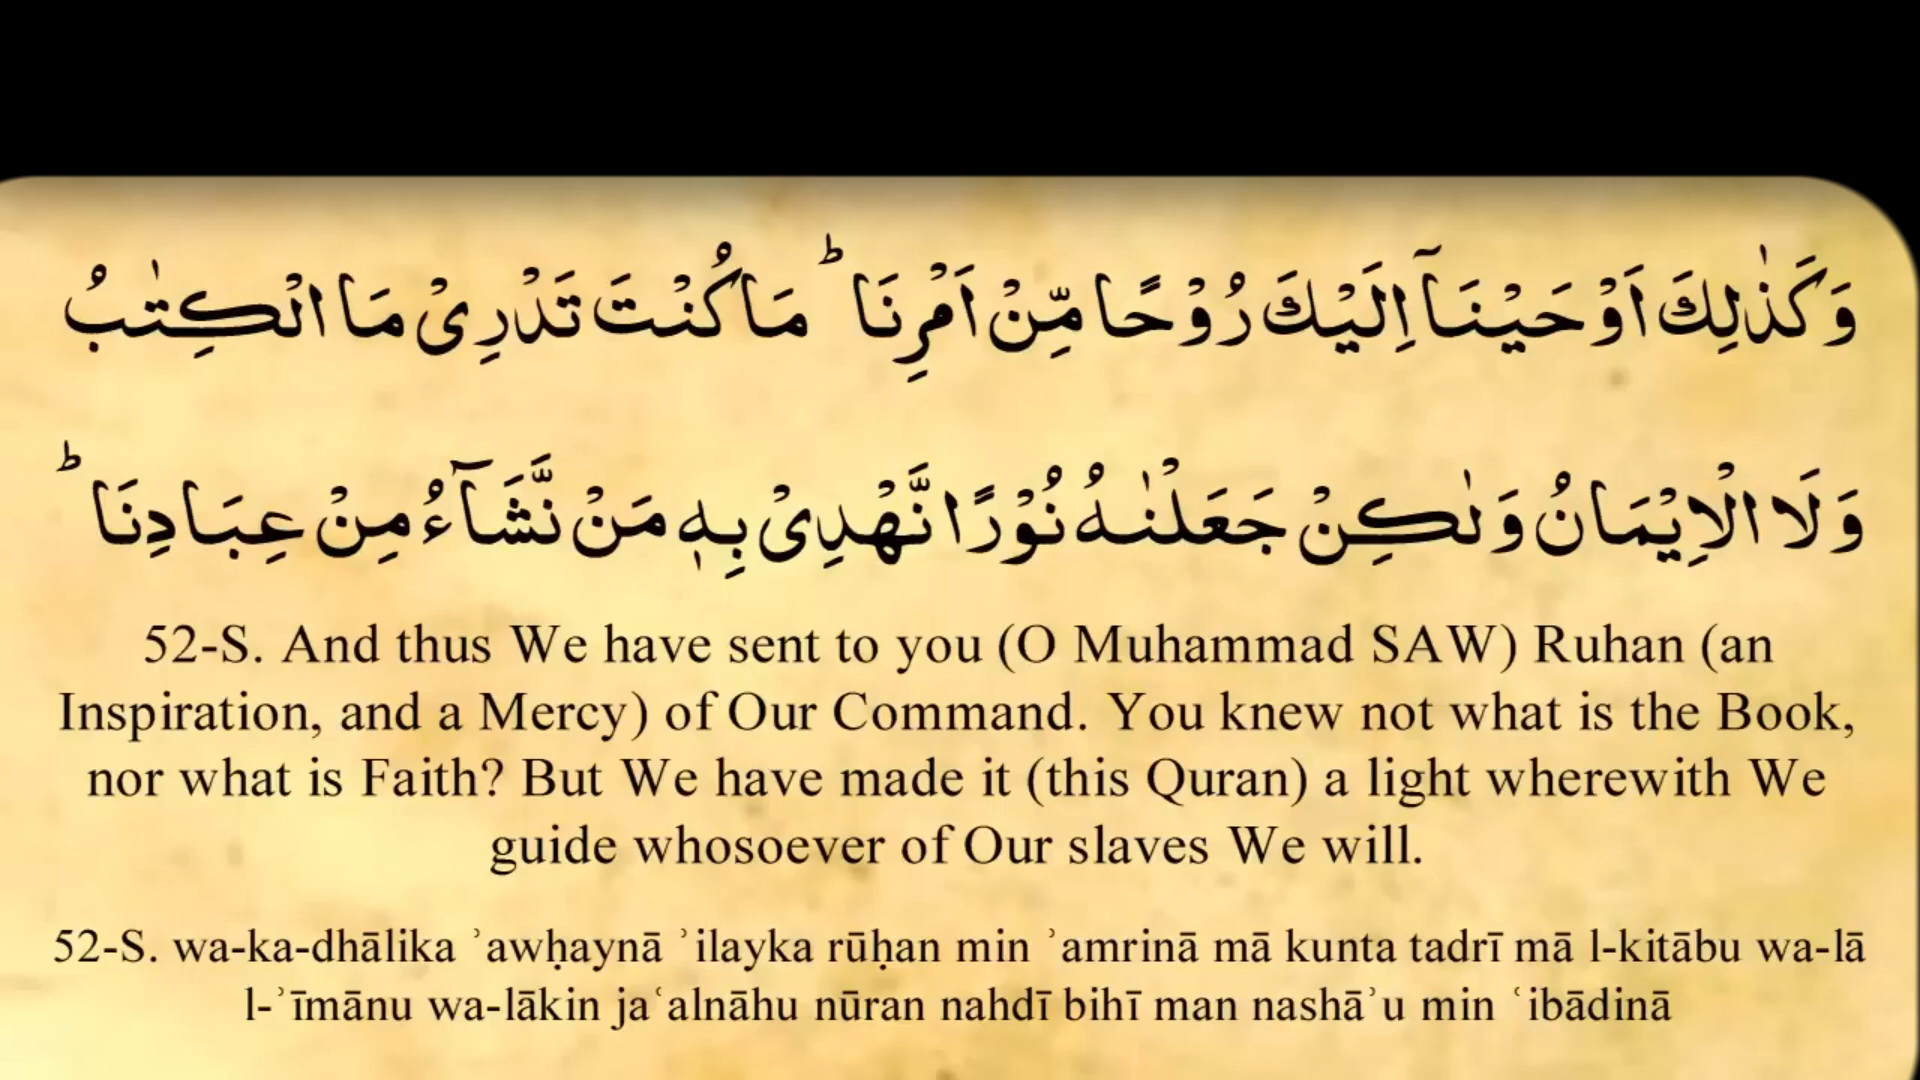 وَكَذٰلِكَ اَوْحَيْنَآ اِلَيْكَ رُوْحًا مِّنْ اَمْرِنَا ؕ مَا كُنْتَ تَدْرِىْ مَا الْكِتٰبُ
وَلَا الْاِيْمَانُ وَلٰكِنْ جَعَلْنٰهُ نُوْرًا نَّهْدِىْ بِهٖ مَنْ نَّشَآءُ مِنْ عِبَادِنَا ؕ
52-S. And thus We have sent to you (O Muhammad SAW) Ruhan (an
Inspiration, and a Mercy) of Our Command. You knew not what is the Book,
nor what is Faith? But We have made it (this Quran) a light wherewith We
guide whosoever of Our slaves We will.
52-S. wa-ka-dhālika ʾawḥaynā ʾilayka rūḥan min ʾamrinā mā kunta tadrī mā l-kitābu wa-lā
l-ʾīmānu wa-lākin jaʿalnāhu nūran nahdī bihī man nashāʾu min ʿibādinā